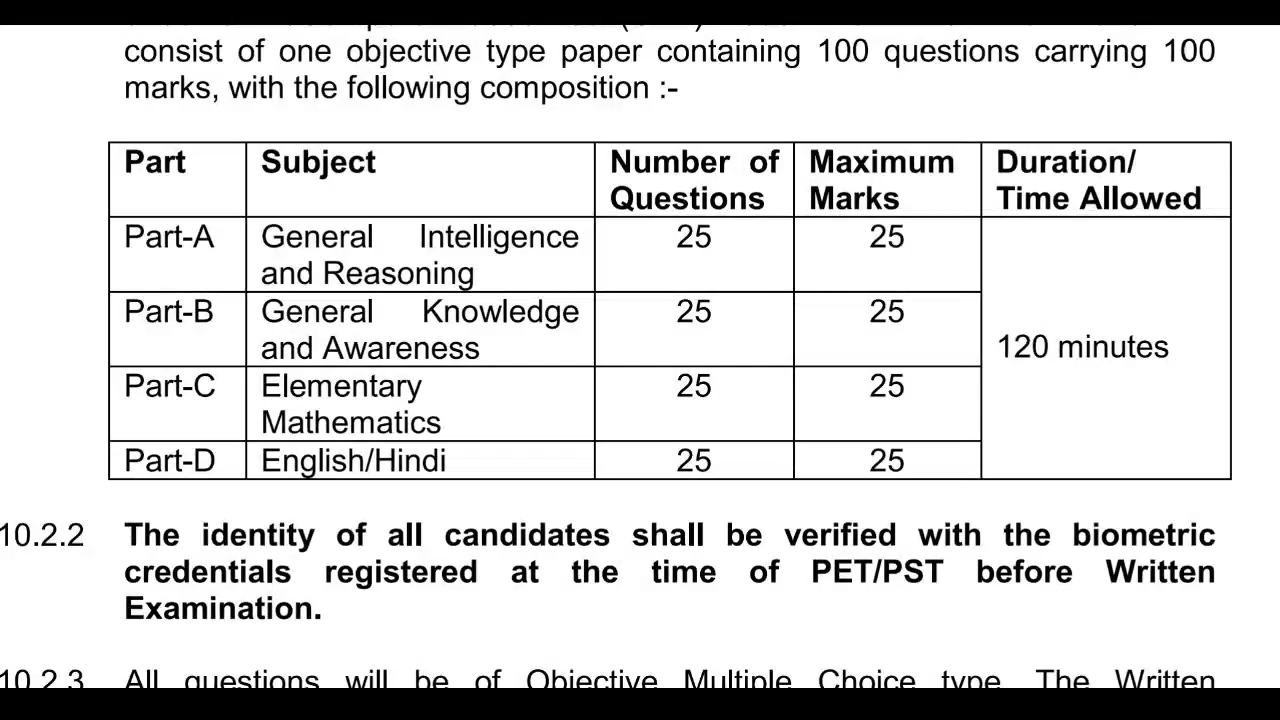 consist of one objective type paper containing 100 questions carrying 100
marks, with the following composition :-
Part Subject Number of Questions Maximum Marks Duration/ Time Allowed
Part-A General Intelligence and Reasoning 25 25 120 minutes
Part-B General Knowledge and Awareness 25 25
Part-C Elementary Mathematics 25 25
Part-D English/Hindi 25 25
10.2.2 The identity of all candidates shall be verified with the biometric
credentials registered at the time of PET/PST before Written
Examination.
10.2.3 All questions will be of Objective Multiple Choice type. The Written